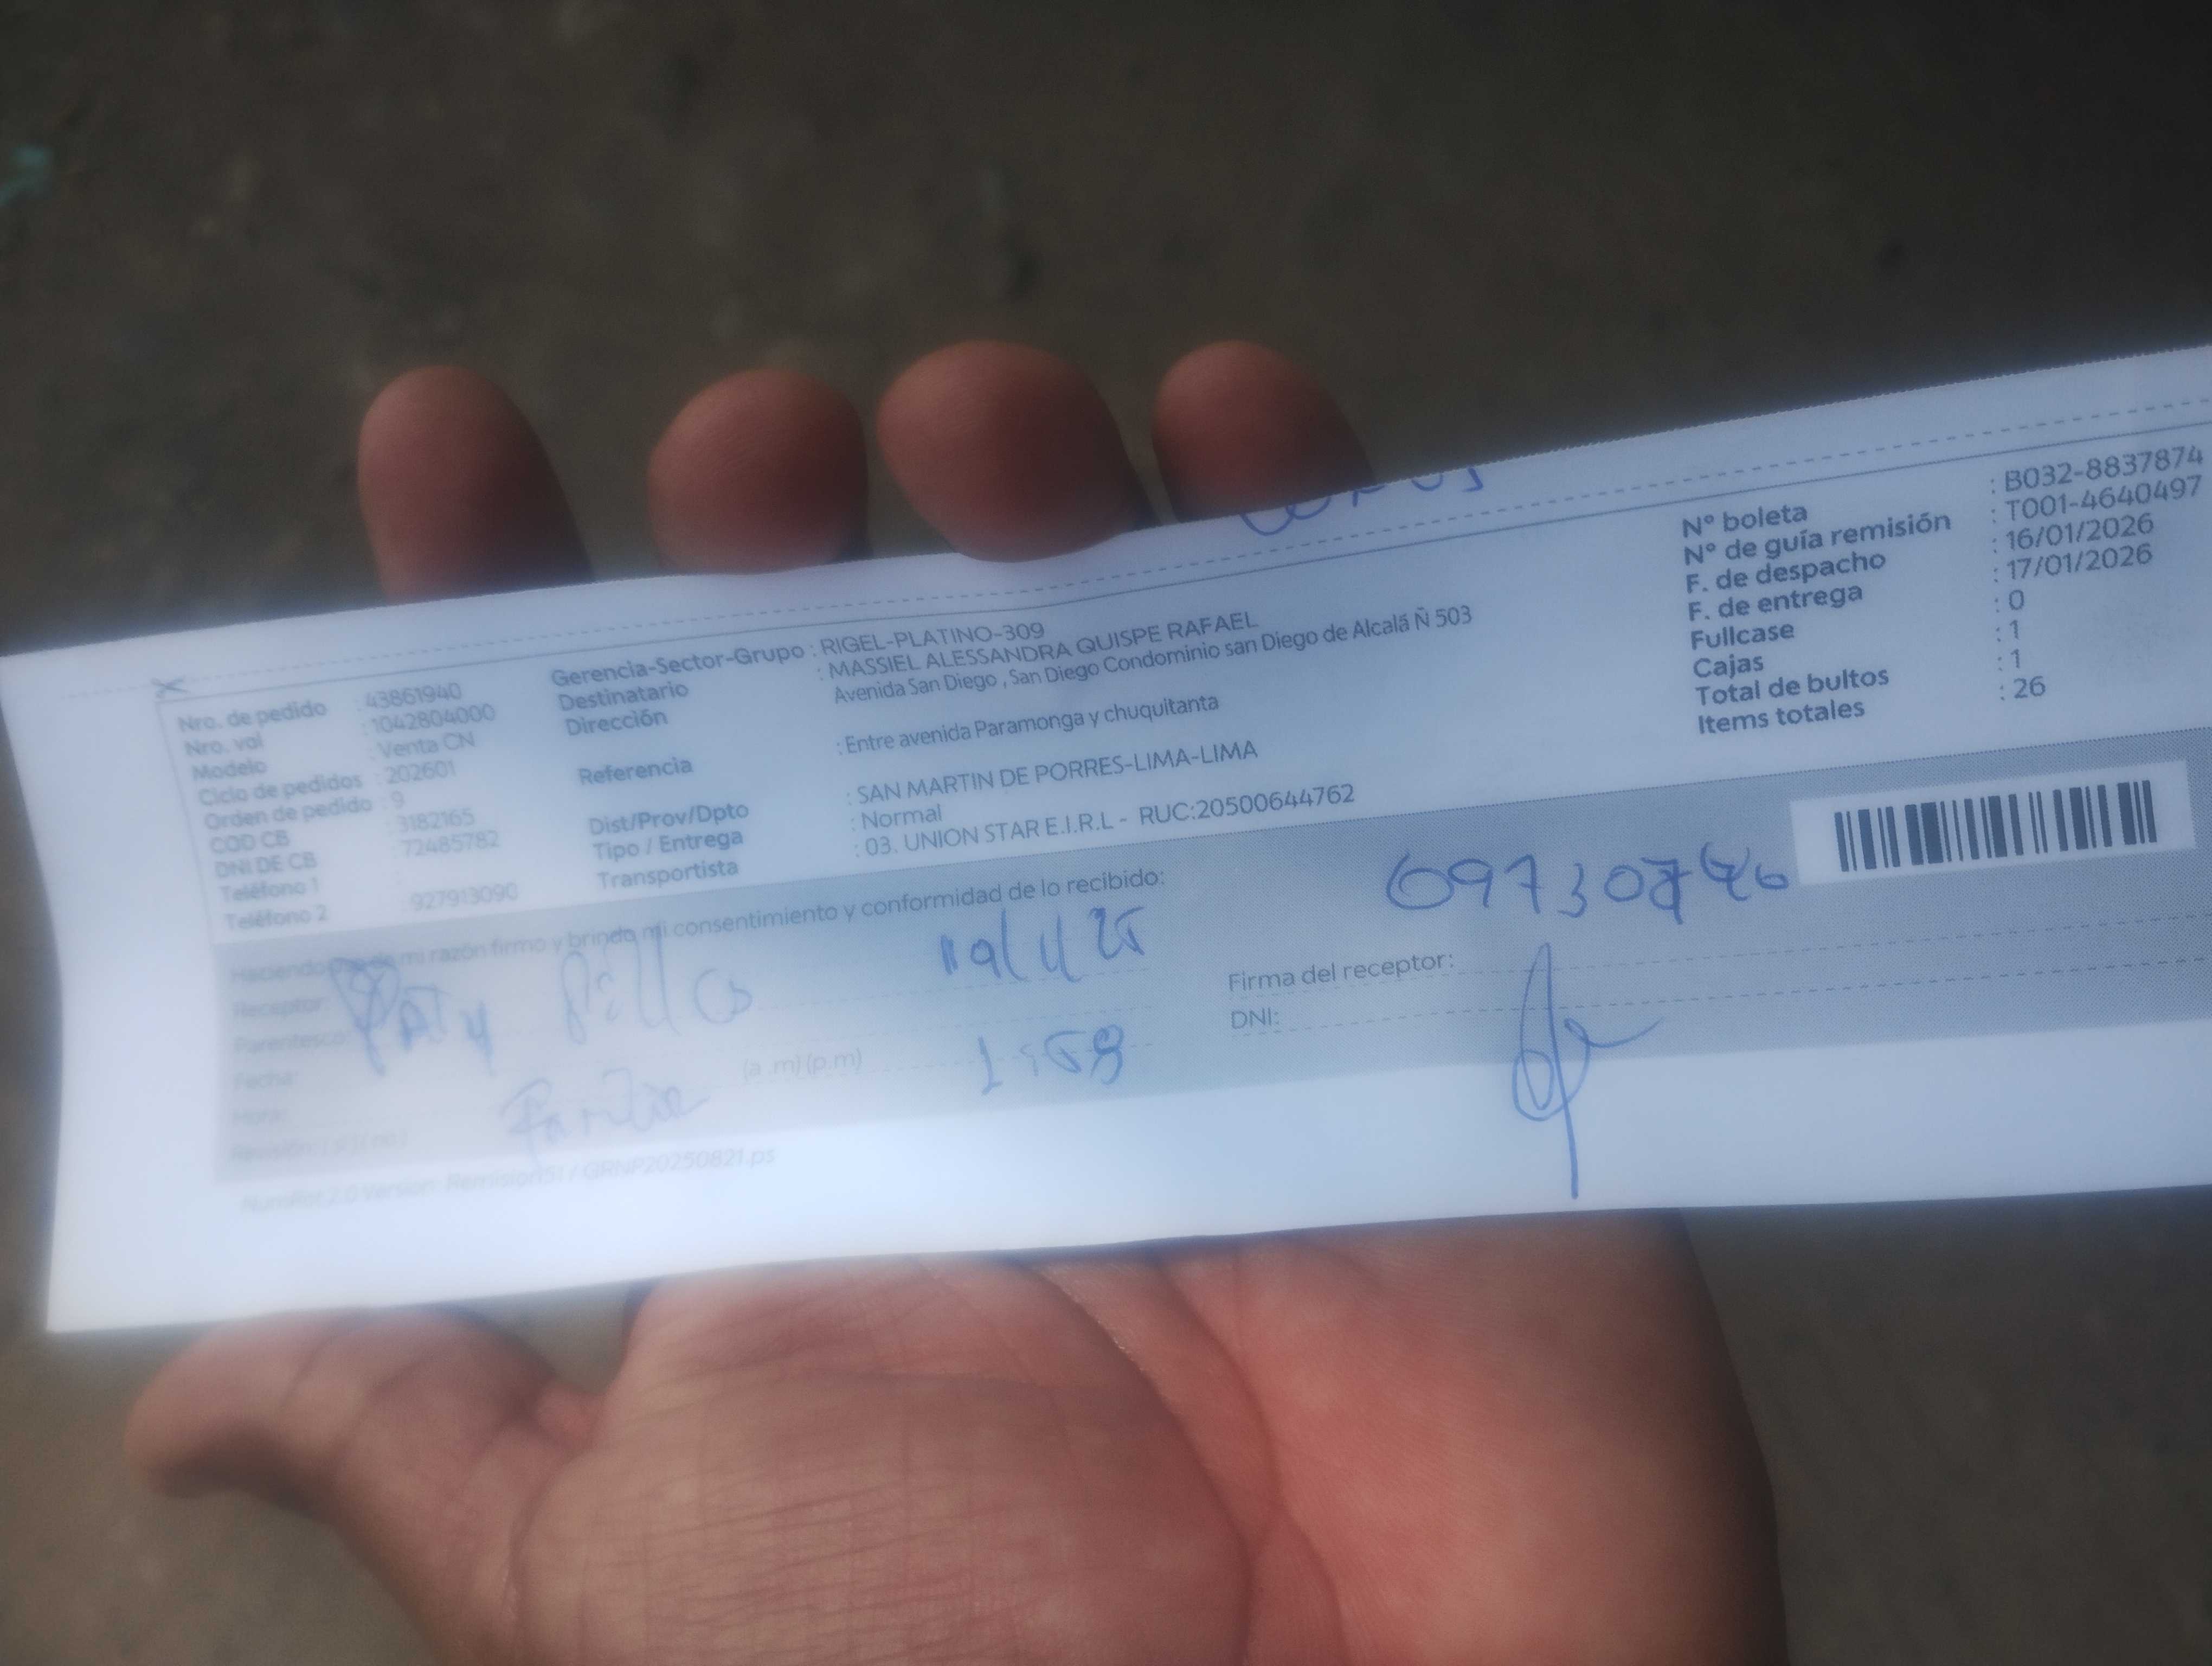 Nro. de pedido : 43861940
Nro. val : 1042804000
Modelo : Venta CN
Ciclo de pedidos : 202601
Orden de pedido : 9
COD CB : 3182165
DNI DE CB : 72485782
Teléfono 1 :
Teléfono 2 : 927913090
Gerencia-Sector-Grupo : RIGEL-PLATINO-309
Destinatario : MASSIEL ALESSANDRA QUISPE RAFAEL
Dirección Avenida San Diego , San Diego Condominio san Diego de Alcalá Ñ 503
Referencia : Entre avenida Paramonga y chuquitanta
Dist/Prov/Dpto : SAN MARTIN DE PORRES-LIMA-LIMA
Tipo / Entrega : Normal
Transportista : 03. UNION STAR E.I.R.L - RUC:20500644762
N° boleta : B032-8837874
N° de guía remisión : T001-4640497
F. de despacho : 16/01/2026
F. de entrega : 17/01/2026
Fullcase : 0
Cajas : 1
Total de bultos : 1
Items totales : 26
Haciendo de mi razón firmo y brindo mi consentimiento y conformidad de lo recibido:
Receptor:
Parentesco:
Fecha:
Hora: (a .m) (p.m) 1:58
Firma del receptor:
DNI: